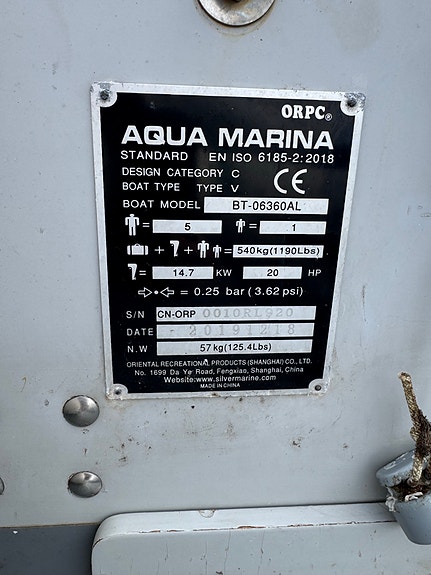 ORPC®
AQUA MARINA
STANDARD EN ISO 6185-2:2018
DESIGN CATEGORY C
BOAT TYPE TYPE V CE
BOAT MODEL BT-06360AL
5 1
+ + = 540kg(1190Lbs)
= 14.7 KW 20 HP
= 0.25 bar (3.62 psi)
S/N CN-ORP 0010RL920
DATE - 20191218
N.W 57kg(125.4Lbs)
ORIENTAL RECREATIONAL PRODUCTS (SHANGHAI) CO., LTD.
No. 1699 Da Ye Road, Fengxiao, Shanghai, China
Website:www.silvermarine.com
MADE IN CHINA